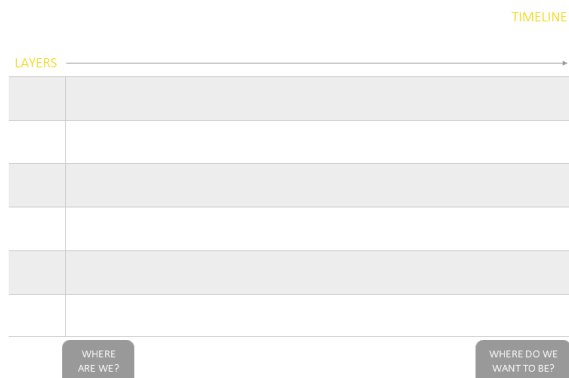 TIMELINE
LAYERS
WHERE
ARE WE?
WHERE DO WE
WANT TO BE?